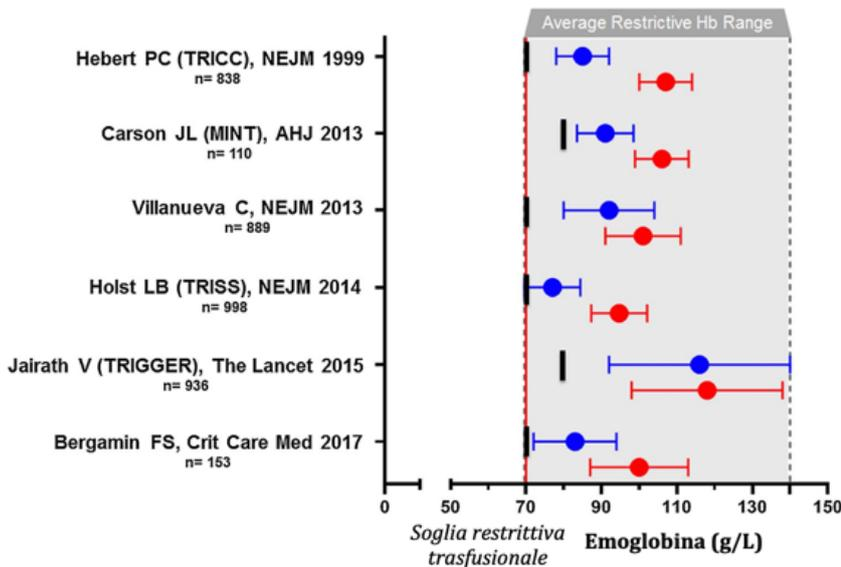 Average Restrictive Hb Range
Hebert PC (TRICC), NEJM 1999
n= 838
Carson JL (MINT), AHJ 2013
n= 110
Villanueva C, NEJM 2013
n= 889
Holst LB (TRISS), NEJM 2014
n= 998
Jairath V (TRIGGER), The Lancet 2015
n= 936
Bergamin FS, Crit Care Med 2017
n= 153
0 50 70 90 110 130 150
Soglia restrittiva
trasfusionale
Emoglobina (g/L)